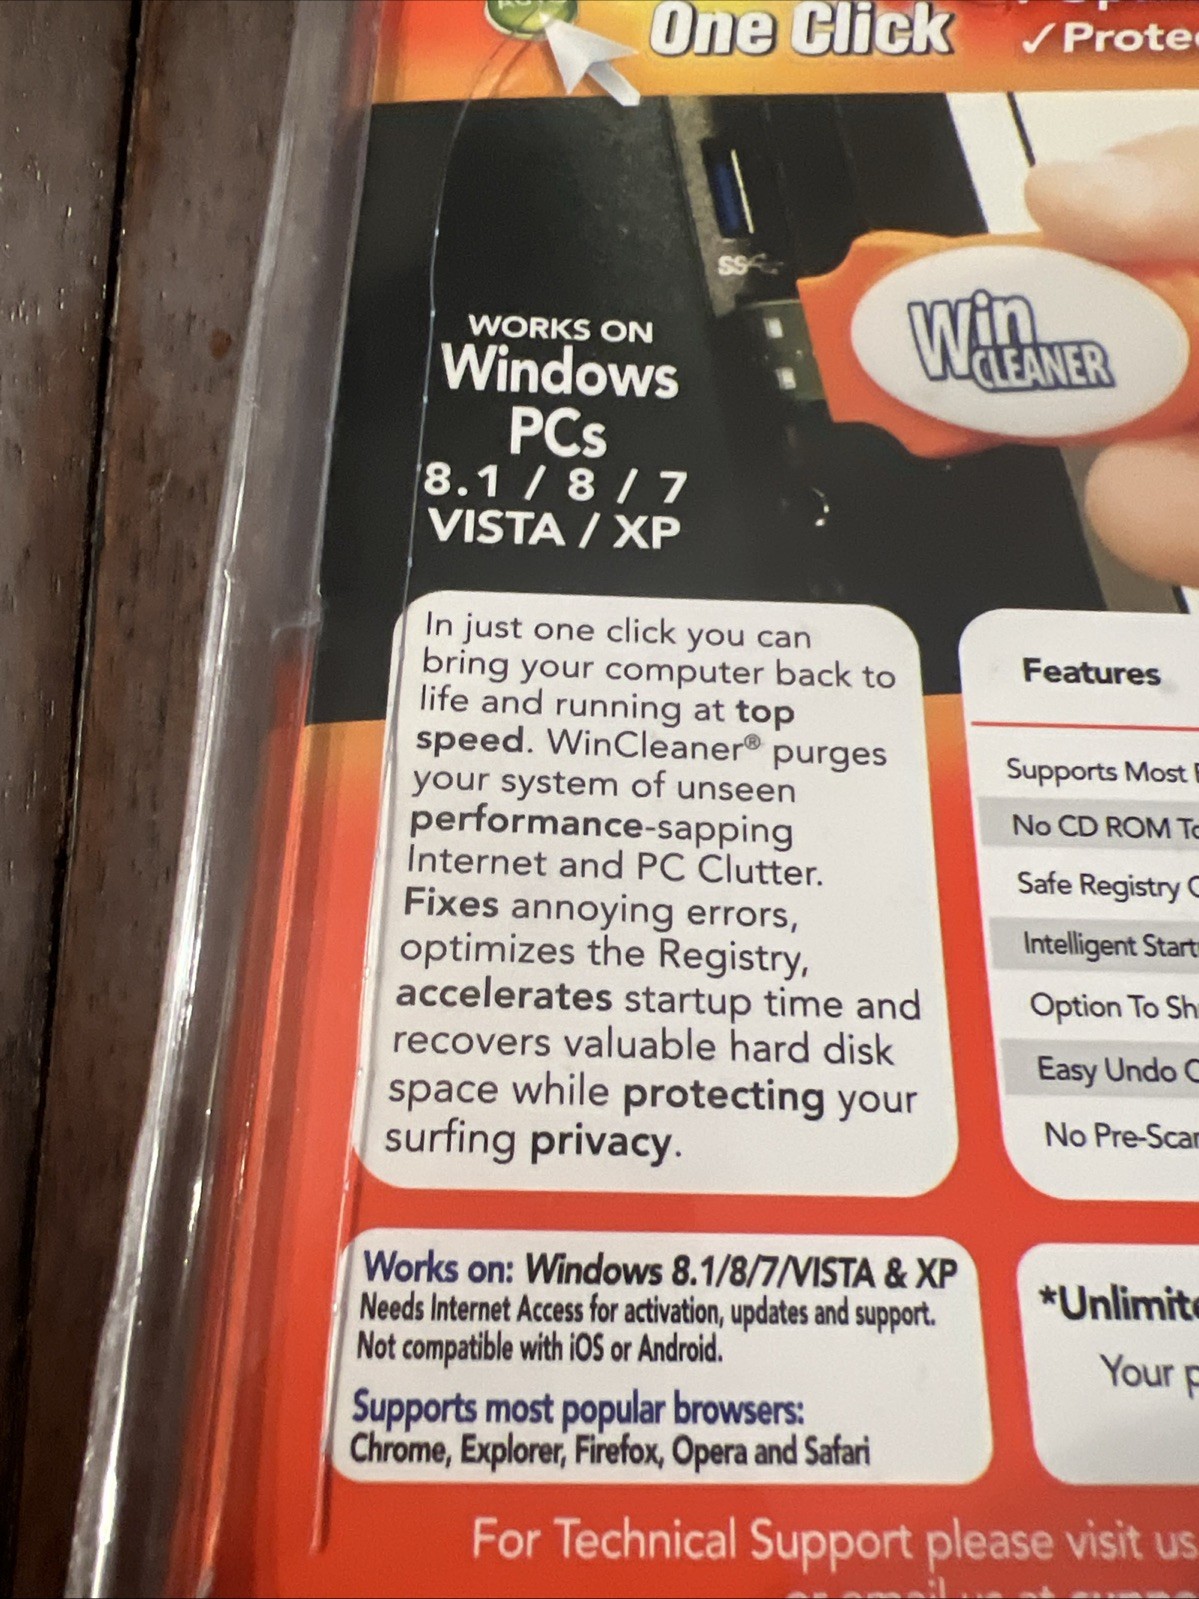 One Click
✓Prote
SS
Win
CLEANER
WORKS ON
Windows
PCs
8.1 / 8 / 7
VISTA / XP
In just one click you can
bring your computer back to
life and running at top
speed. WinCleaner® purges
your system of unseen
performance-sapping
Internet and PC Clutter.
Fixes annoying errors,
optimizes the Registry,
accelerates startup time and
recovers valuable hard disk
space while protecting your
surfing privacy.
Features
Supports Most
No CD ROM To
Safe Registry
Intelligent Start
Option To Sh
Easy Undo
No Pre-Scan
Works on: Windows 8.1/8/7/VISTA & XP
Needs Internet Access for activation, updates and support.
Not compatible with iOS or Android.
Supports most popular browsers:
Chrome, Explorer, Firefox, Opera and Safari
*Unlimite
Your p
For Technical Support please visit us